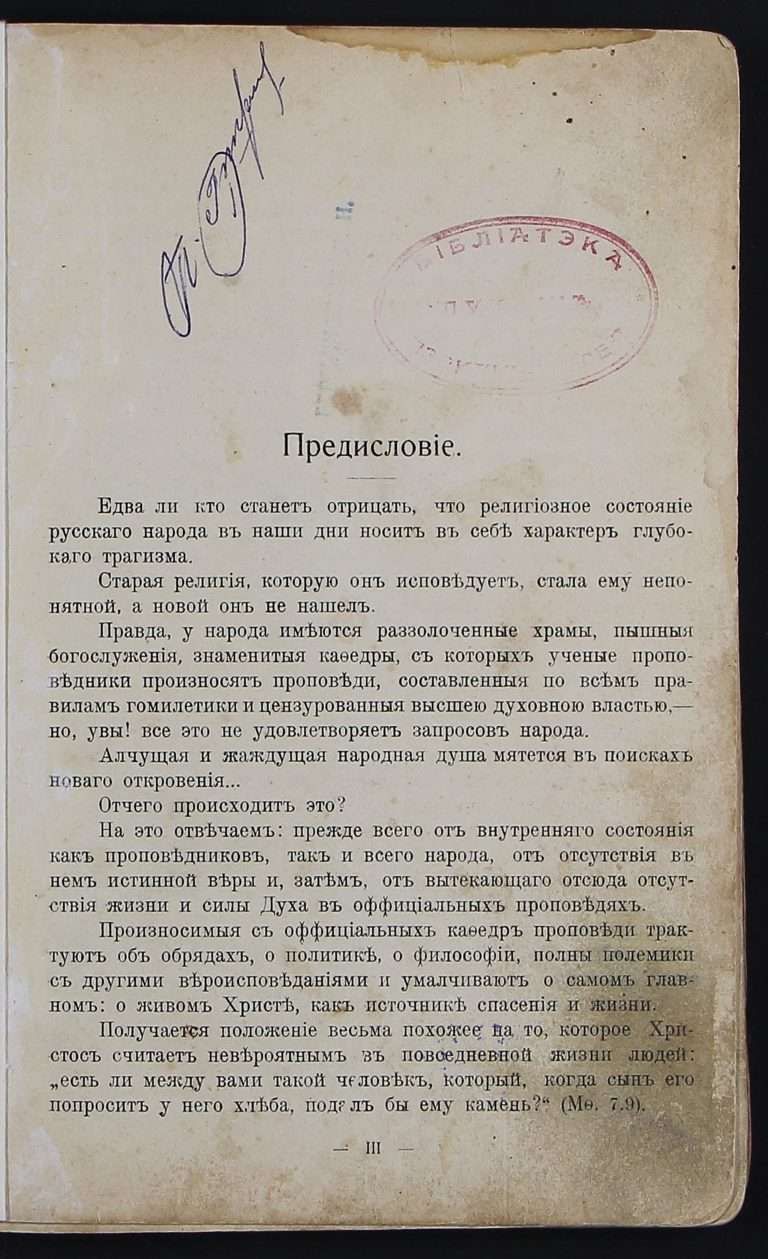 БІБЛІАТЭКА
Предисловіе.
Едва ли кто станетъ отрицать, что религіозное состояніе
русскаго народа въ наши дни носитъ въ себѣ характеръ глубо-
каго трагизма.
Старая религія, которую онъ исповѣдуетъ, стала ему непо-
нятной, а новой онъ не нашелъ.
Правда, у народа имѣются раззолоченные храмы, пышныя
богослуженія, знаменитыя каѳедры, съ которыхъ ученые пропо-
вѣдники произносятъ проповѣди, составленныя по всѣмъ пра-
виламъ гомилетики и цензурованныя высшею духовною властью,—
но, увы! все это не удовлетворяетъ запросовъ народа.
Алчущая и жаждущая народная душа мятется въ поискахъ
новаго откровенія...
Отчего происходитъ это?
На это отвѣчаемъ: прежде всего отъ внутренняго состоянія
какъ проповѣдниковъ, такъ и всего народа, отъ отсутствія въ
немъ истинной вѣры и, затѣмъ, отъ вытекающаго отсюда отсут-
ствія жизни и силы Духа въ оффиціальныхъ проповѣдяхъ.
Произносимыя съ оффиціальныхъ каѳедръ проповѣди трак-
туютъ объ обрядахъ, о политикѣ, о философіи, полны полемики
съ другими вѣроисповѣданіями и умалчиваютъ о самомъ глав-
номъ: о живомъ Христѣ, какъ источникѣ спасенія и жизни.
Получается положеніе весьма похожее на то, которое Хри-
стосъ считаетъ невѣроятнымъ въ повседневной жизни людей:
„есть ли между вами такой человѣкъ, который, когда сынъ его
попроситъ у него хлѣба, подалъ бы ему камень?“ (Мѳ. 7.9).
— III —